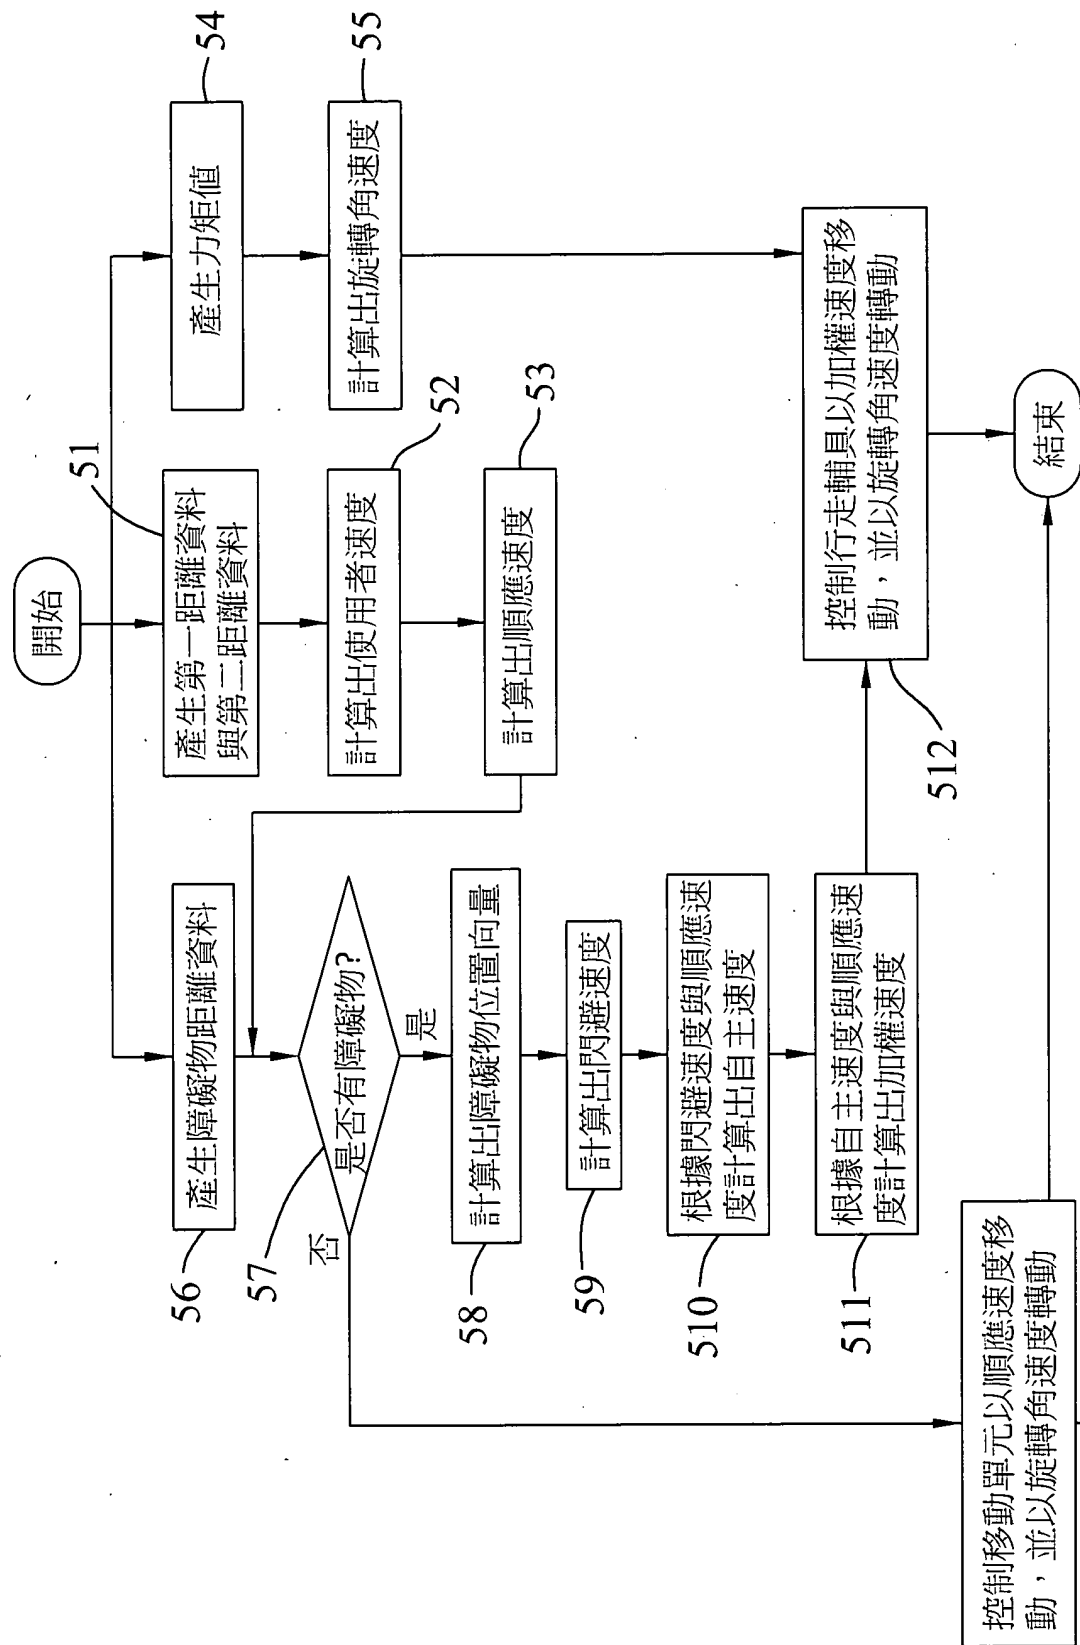 開始
51
產生第一距離資料
與第二距離資料
52
計算出使用者速度
53
計算出順應速度
54
產生力矩值
55
計算出旋轉角速度
56
產生障礙物距離資料
57
是否有障礙物?
是
否
58
計算出障礙物位置向量
59
計算出閃避速度
510
根據閃避速度與順應速
度計算出自主速度
511
根據自主速度與順應速
度計算出加權速度
512
控制行走輔具以加權速度移
動，並以旋轉角速度轉動
控制移動單元以順應速度移
動，並以旋轉角速度轉動
結束